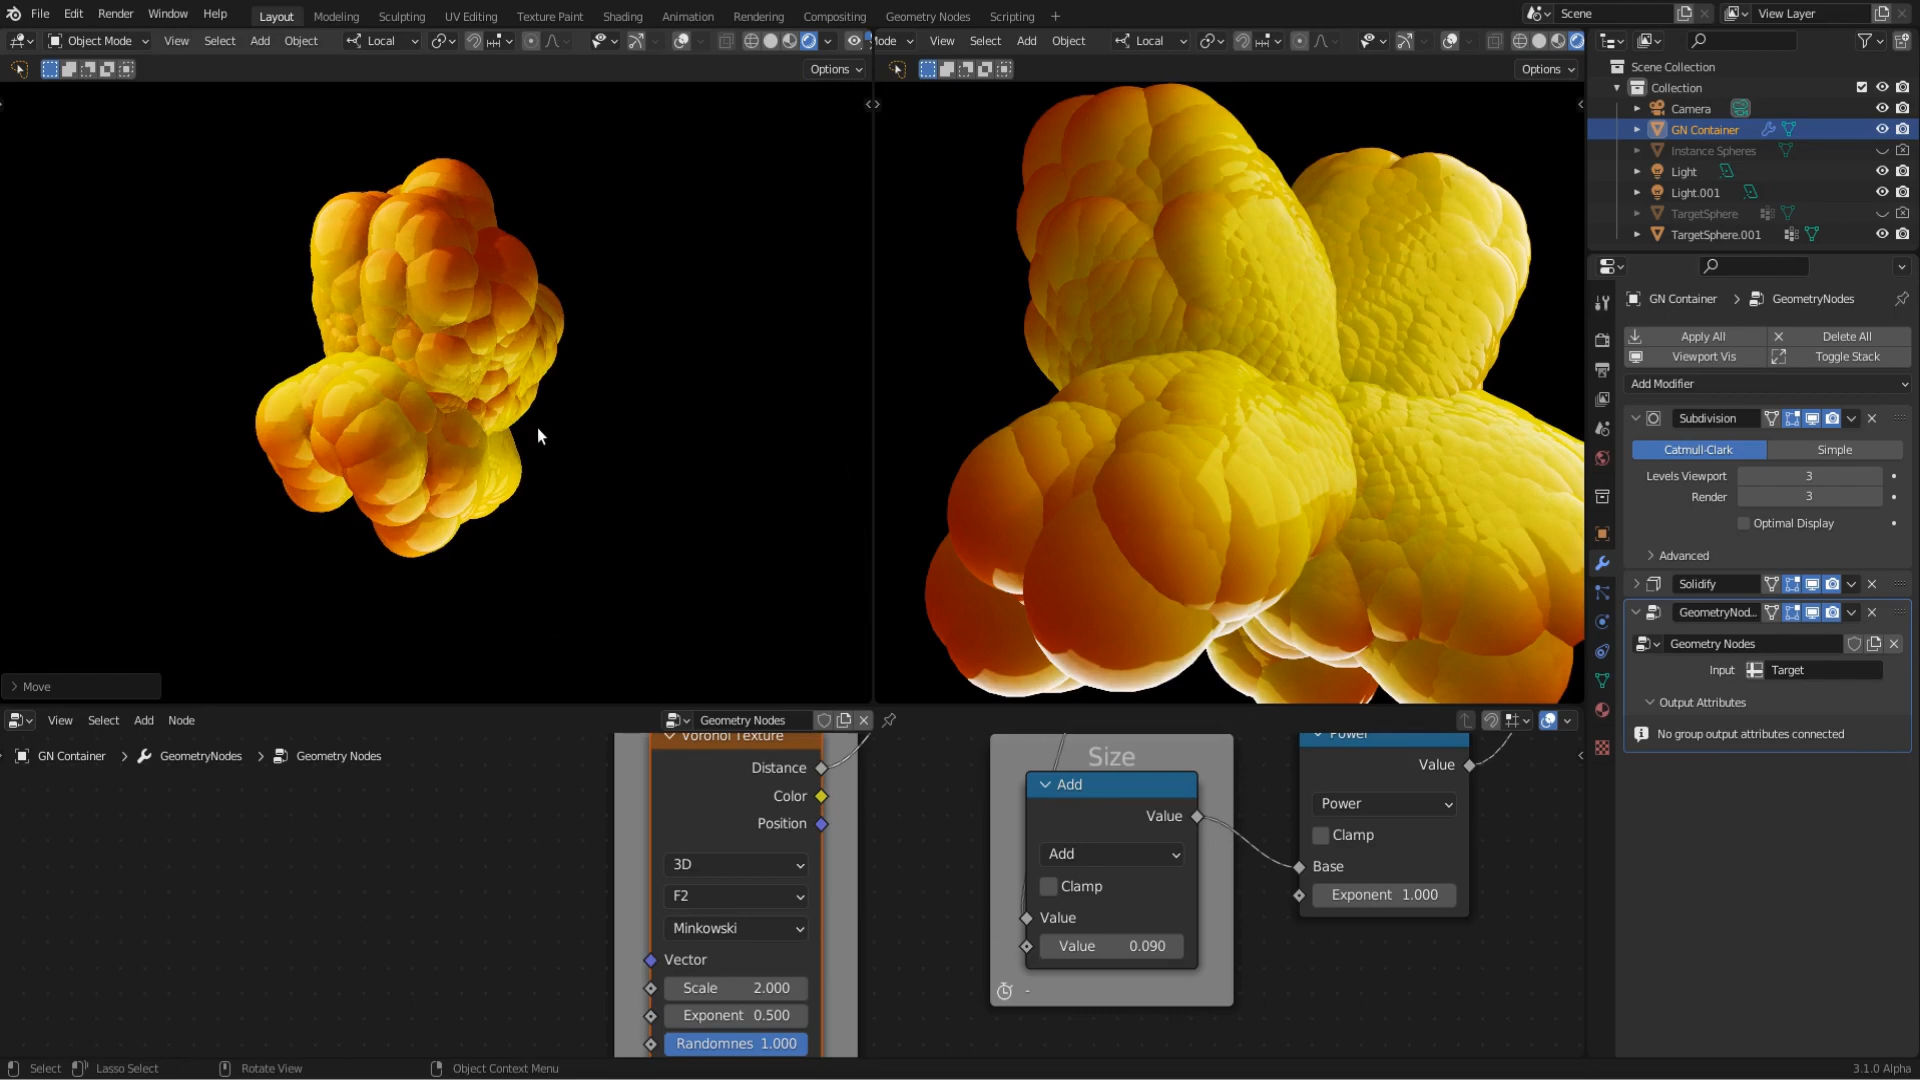 File Edit Render Window Help Layout Modeling Sculpting UV Editing Texture Paint Shading Animation Rendering Compositing Geometry Nodes Scripting + Scene View Layer
Object Mode View Select Add Object Local
Mode View Select Add Object Local
Options
Options
Scene Collection
Collection
Camera
GN Container
Instance Spheres
Light
Light.001
TargetSphere
TargetSphere.001
GN Container > GeometryNodes
Apply All Delete All
Viewport Vis Toggle Stack
Add Modifier
Subdivision
Catmull-Clark Simple
Levels Viewport 3
Render 3
Optimal Display
Advanced
Solidify
GeometryNod...
Geometry Nodes
Input Target
Output Attributes
No group output attributes connected
Move
View Select Add Node Geometry Nodes
GN Container > GeometryNodes > Geometry Nodes
Voronoi Texture
Distance
Color
Position
3D
F2
Minkowski
Vector
Scale 2.000
Exponent 0.500
Randomnes 1.000
Size
Add
Value
Add
Clamp
Value
Value 0.090
-
Power
Value
Power
Clamp
Base
Exponent 1.000
Select Lasso Select Rotate View Object Context Menu 3.1.0 Alpha